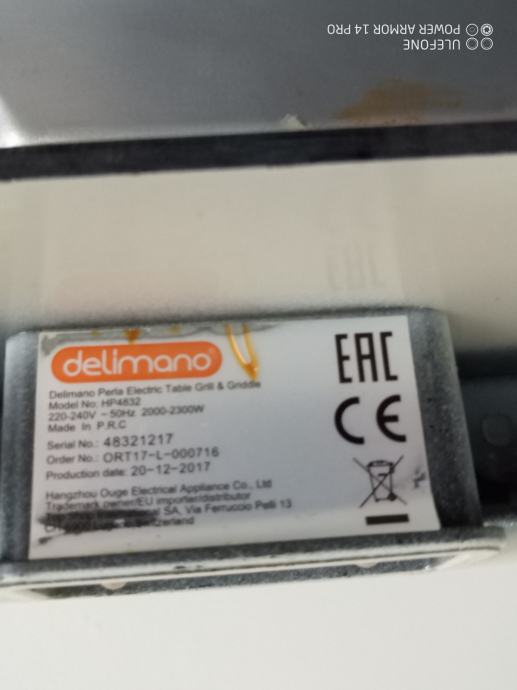 ULEFONE
POWER ARMOR 14 PRO
delimano
Delimano Perla Electric Table Grill & Griddle
Model No: HP4832
220-240V ~ 50Hz 2000-2300W
Made In P.R.C
Serial No.: 48321217
Order No.: ORT17-L-000716
Production date: 20-12-2017
Hangzhou Ouge Electrical Appliance Co., Ltd
Trademark owner/EU importer/distributor
SA, Via Ferruccio Pelli 13
Switzerland
EAC
CE